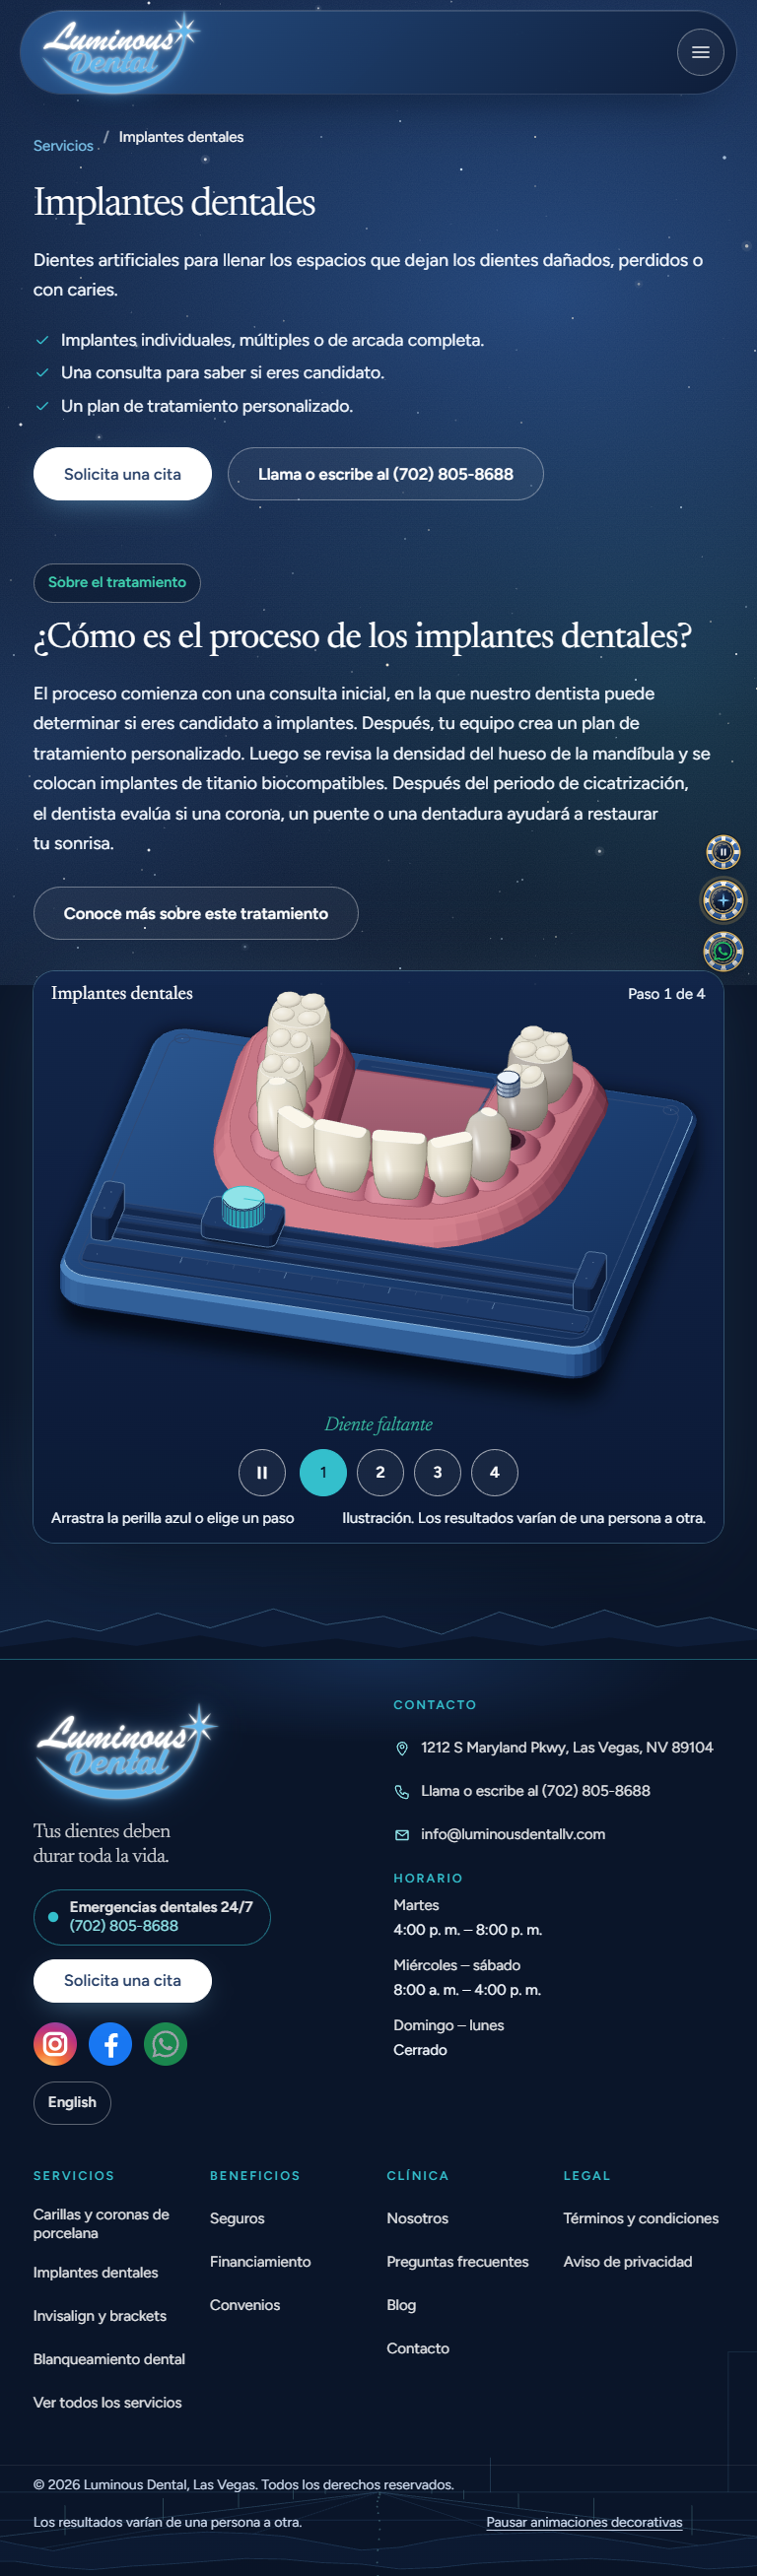 Luminous
Dental
Servicios / Implantes dentales
Implantes dentales
Dientes artificiales para llenar los espacios que dejan los dientes dañados, perdidos o
con caries.
Implantes individuales, múltiples o de arcada completa.
Una consulta para saber si eres candidato.
Un plan de tratamiento personalizado.
Solicita una cita
Llama o escribe al (702) 805-8688
Sobre el tratamiento
¿Cómo es el proceso de los implantes dentales?
El proceso comienza con una consulta inicial, en la que nuestro dentista puede
determinar si eres candidato a implantes. Después, tu equipo crea un plan de
tratamiento personalizado. Luego se revisa la densidad del hueso de la mandíbula y se
colocan implantes de titanio biocompatibles. Después del periodo de cicatrización,
el dentista evalúa si una corona, un puente o una dentadura ayudará a restaurar
tu sonrisa.
Conoce más sobre este tratamiento
Implantes dentales
Paso 1 de 4
Diente faltante
1 2 3 4
Arrastra la perilla azul o elige un paso
Ilustración. Los resultados varían de una persona a otra.
Luminous
Dental
Tus dientes deben
durar toda la vida.
Emergencias dentales 24/7
(702) 805-8688
Solicita una cita
English
CONTACTO
1212 S Maryland Pkwy, Las Vegas, NV 89104
Llama o escribe al (702) 805-8688
info@luminousdentallv.com
HORARIO
Martes
4:00 p. m. – 8:00 p. m.
Miércoles – sábado
8:00 a. m. – 4:00 p. m.
Domingo – lunes
Cerrado
SERVICIOS
Carillas y coronas de
porcelana
Implantes dentales
Invisalign y brackets
Blanqueamiento dental
Ver todos los servicios
BENEFICIOS
Seguros
Financiamiento
Convenios
CLÍNICA
Nosotros
Preguntas frecuentes
Blog
Contacto
LEGAL
Términos y condiciones
Aviso de privacidad
© 2026 Luminous Dental, Las Vegas. Todos los derechos reservados.
Los resultados varían de una persona a otra.
Pausar animaciones decorativas